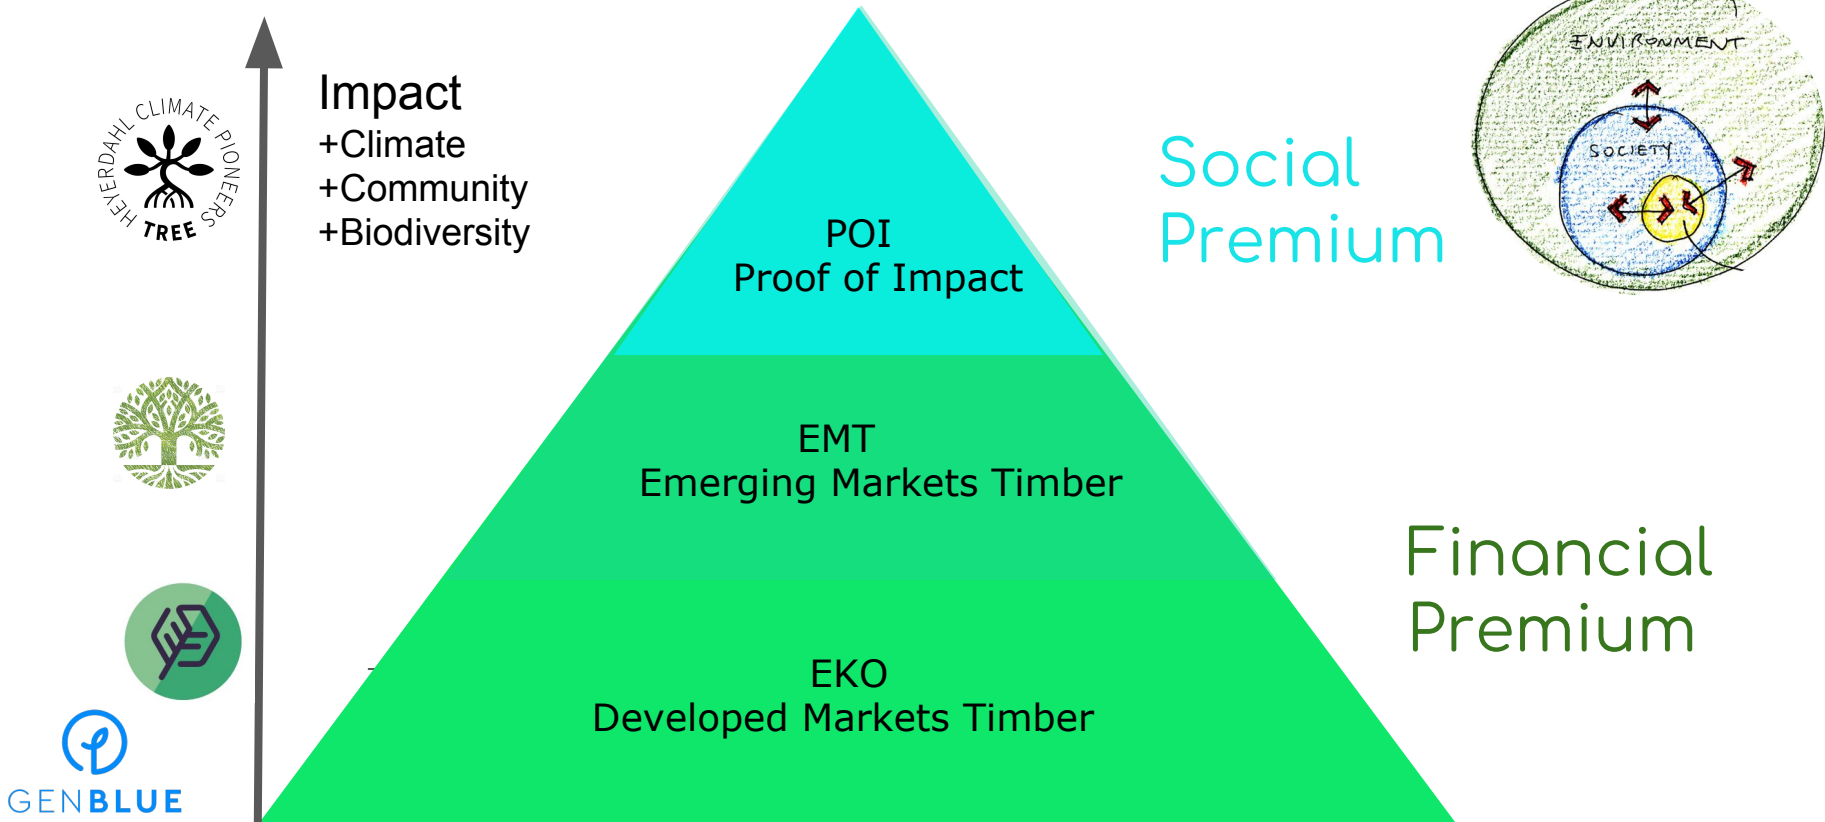 HEYERDAHL CLIMATE PIONEERS
TREE
Impact
+Climate
+Community
+Biodiversity
POI
Proof of Impact
Social
Premium
ENVIRONMENT
SOCIETY
EMT
Emerging Markets Timber
Financial
Premium
EKO
Developed Markets Timber
GENBLUE